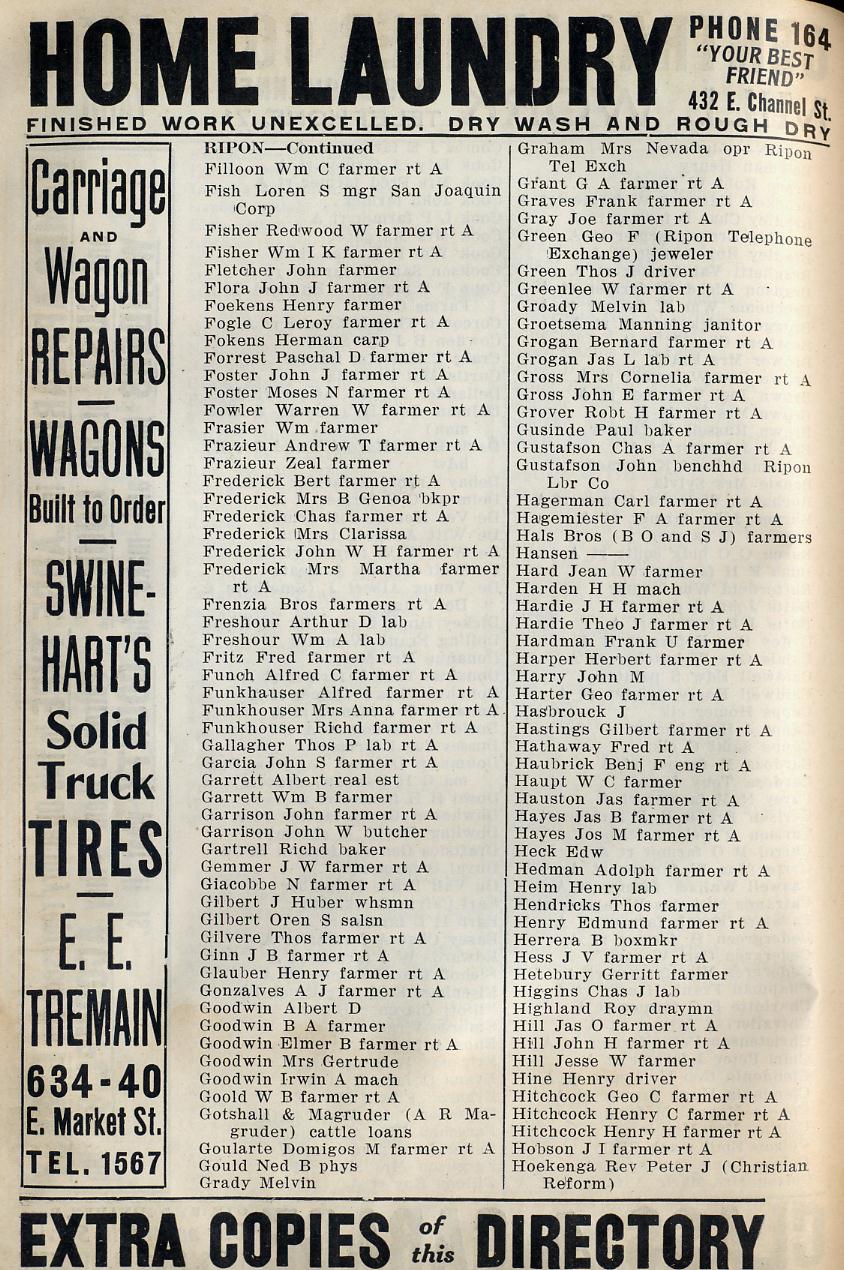 HOME LAUNDRY
PHONE 164
"YOUR BEST
FRIEND"
432 E. Channel St.
FINISHED WORK UNEXCELLED. DRY WASH AND ROUGH DRY
Carriage
AND
Wagon
REPAIRS
WAGONS
Built to Order
SWINE-
HART'S
Solid
Truck
TIRES
E. E.
TREMAIN
634-40
E. Market St.
TEL. 1567
RIPON—Continued
Filloon Wm C farmer rt A
Fish Loren S mgr San Joaquin
Corp
Fisher Redwood W farmer rt A
Fisher Wm I K farmer rt A
Fletcher John farmer
Flora John J farmer rt A
Foekens Henry farmer
Fogle C Leroy farmer rt A
Fokens Herman carp
Forrest Paschal D farmer rt A
Foster John J farmer rt A
Foster Moses N farmer rt A
Fowler Warren W farmer rt A
Frasier Wm farmer
Frazieur Andrew T farmer rt A
Frazieur Zeal farmer
Frederick Bert farmer rt A
Frederick Mrs B Genoa bkpr
Frederick Chas farmer rt A
Frederick Mrs Clarissa
Frederick John W H farmer rt A
Frederick Mrs Martha farmer
rt A
Frenzia Bros farmers rt A
Freshour Arthur D lab
Freshour Wm A lab
Fritz Fred farmer rt A
Funch Alfred C farmer rt A
Funkhauser Alfred farmer rt A
Funkhouser Mrs Anna farmer rt A
Funkhouser Richd farmer rt A
Gallagher Thos P lab rt A
Garcia John S farmer rt A
Garrett Albert real est
Garrett Wm B farmer
Garrison John farmer rt A
Garrison John W butcher
Gartrell Richd baker
Gemmer J W farmer rt A
Giacobbe N farmer rt A
Gilbert J Huber whsmn
Gilbert Oren S salsn
Gilvere Thos farmer rt A
Ginn J B farmer rt A
Glauber Henry farmer rt A
Gonzalves A J farmer rt A
Goodwin Albert D
Goodwin B A farmer
Goodwin Elmer B farmer rt A
Goodwin Mrs Gertrude
Goodwin Irwin A mach
Goold W B farmer rt A
Gotshall & Magruder (A R Ma-
gruder) cattle loans
Goularte Domigos M farmer rt A
Gould Ned B phys
Grady Melvin
Graham Mrs Nevada opr Ripon
Tel Exch
Grant G A farmer rt A
Graves Frank farmer rt A
Gray Joe farmer rt A
Green Geo F (Ripon Telephone
Exchange) jeweler
Green Thos J driver
Greenlee W farmer rt A
Groady Melvin lab
Groetsema Manning janitor
Grogan Bernard farmer rt A
Grogan Jas L lab rt A
Gross Mrs Cornelia farmer rt A
Gross John E farmer rt A
Grover Robt H farmer rt A
Gusinde Paul baker
Gustafson Chas A farmer rt A
Gustafson John benchhd Ripon
Lbr Co
Hagerman Carl farmer rt A
Hagemiester F A farmer rt A
Hals Bros (B O and S J) farmers
Hansen ——
Hard Jean W farmer
Harden H H mach
Hardie J H farmer rt A
Hardie Theo J farmer rt A
Hardman Frank U farmer
Harper Herbert farmer rt A
Harry John M
Harter Geo farmer rt A
Hasbrouck J
Hastings Gilbert farmer rt A
Hathaway Fred rt A
Haubrick Benj F eng rt A
Haupt W C farmer
Hauston Jas farmer rt A
Hayes Jas B farmer rt A
Hayes Jos M farmer rt A
Heck Edw
Hedman Adolph farmer rt A
Heim Henry lab
Hendricks Thos farmer
Henry Edmund farmer rt A
Herrera B boxmkr
Hess J V farmer rt A
Hetebury Gerritt farmer
Higgins Chas J lab
Highland Roy draymn
Hill Jas O farmer rt A
Hill John H farmer rt A
Hill Jesse W farmer
Hine Henry driver
Hitchcock Geo C farmer rt A
Hitchcock Henry C farmer rt A
Hitchcock Henry H farmer rt A
Hobson J I farmer rt A
Hoekenga Rev Peter J (Christian
Reform)
EXTRA COPIES of this DIRECTORY